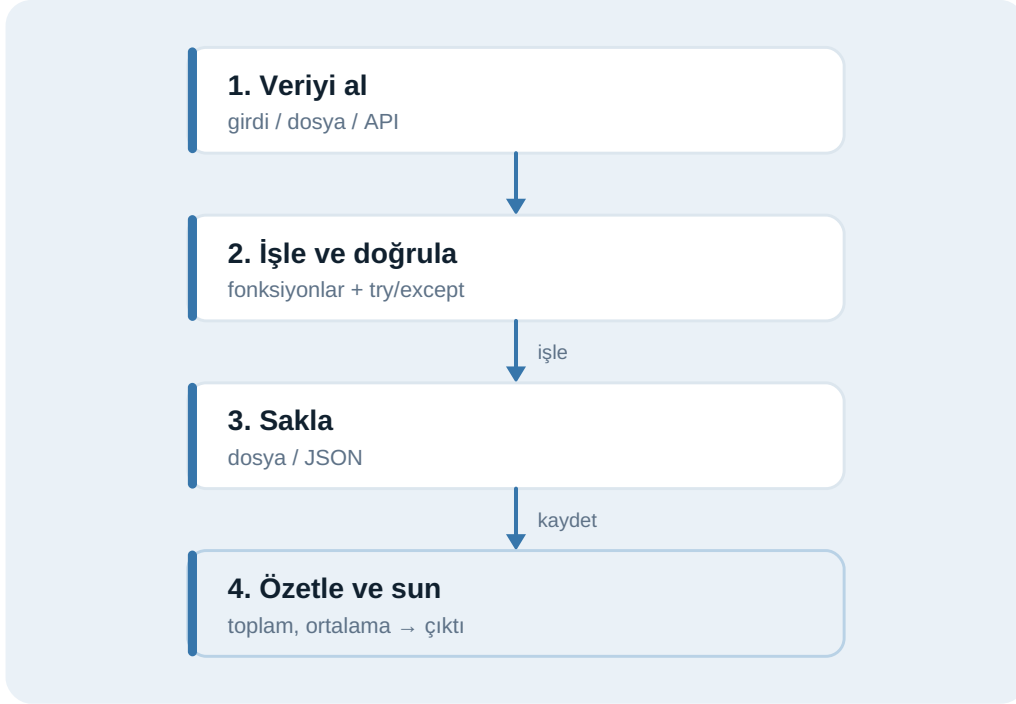 1. Veriyi al
girdi / dosya / API
2. İşle ve doğrula
fonksiyonlar + try/except
işle
3. Sakla
dosya / JSON
kaydet
4. Özetle ve sun
toplam, ortalama → çıktı